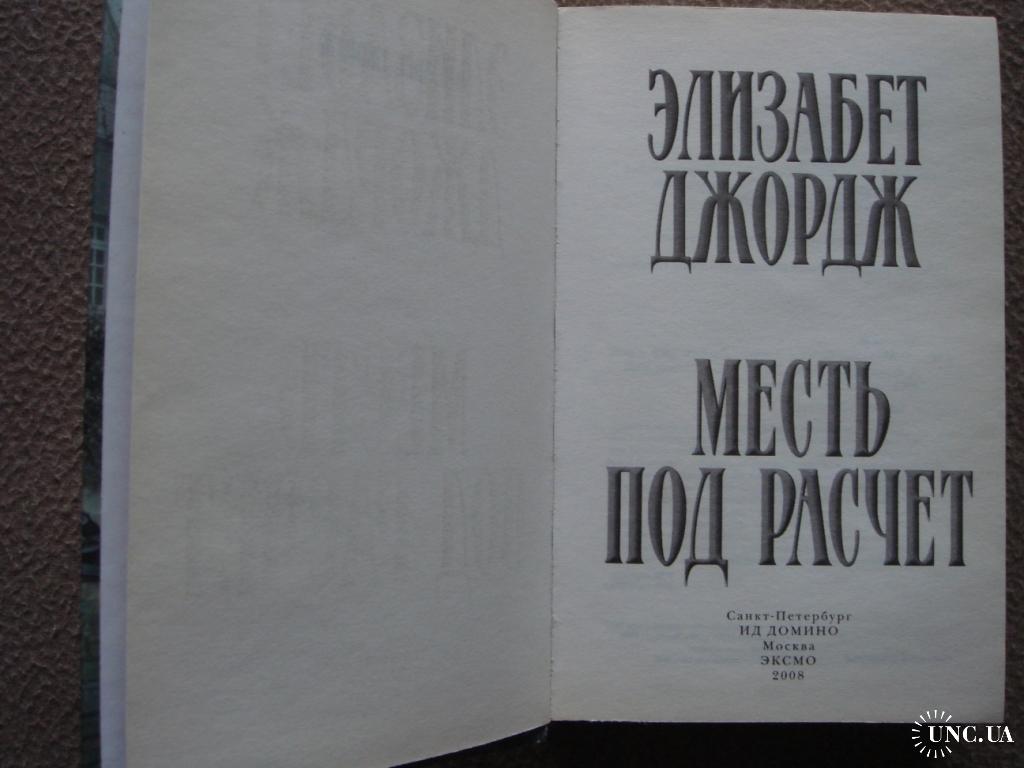 ЭЛИЗАБЕТ
ДЖОРДЖ
МЕСТЬ
ПОД РАСЧЕТ
Санкт-Петербург
ИД ДОМИНО
Москва
ЭКСМО
2008
UNC.UA